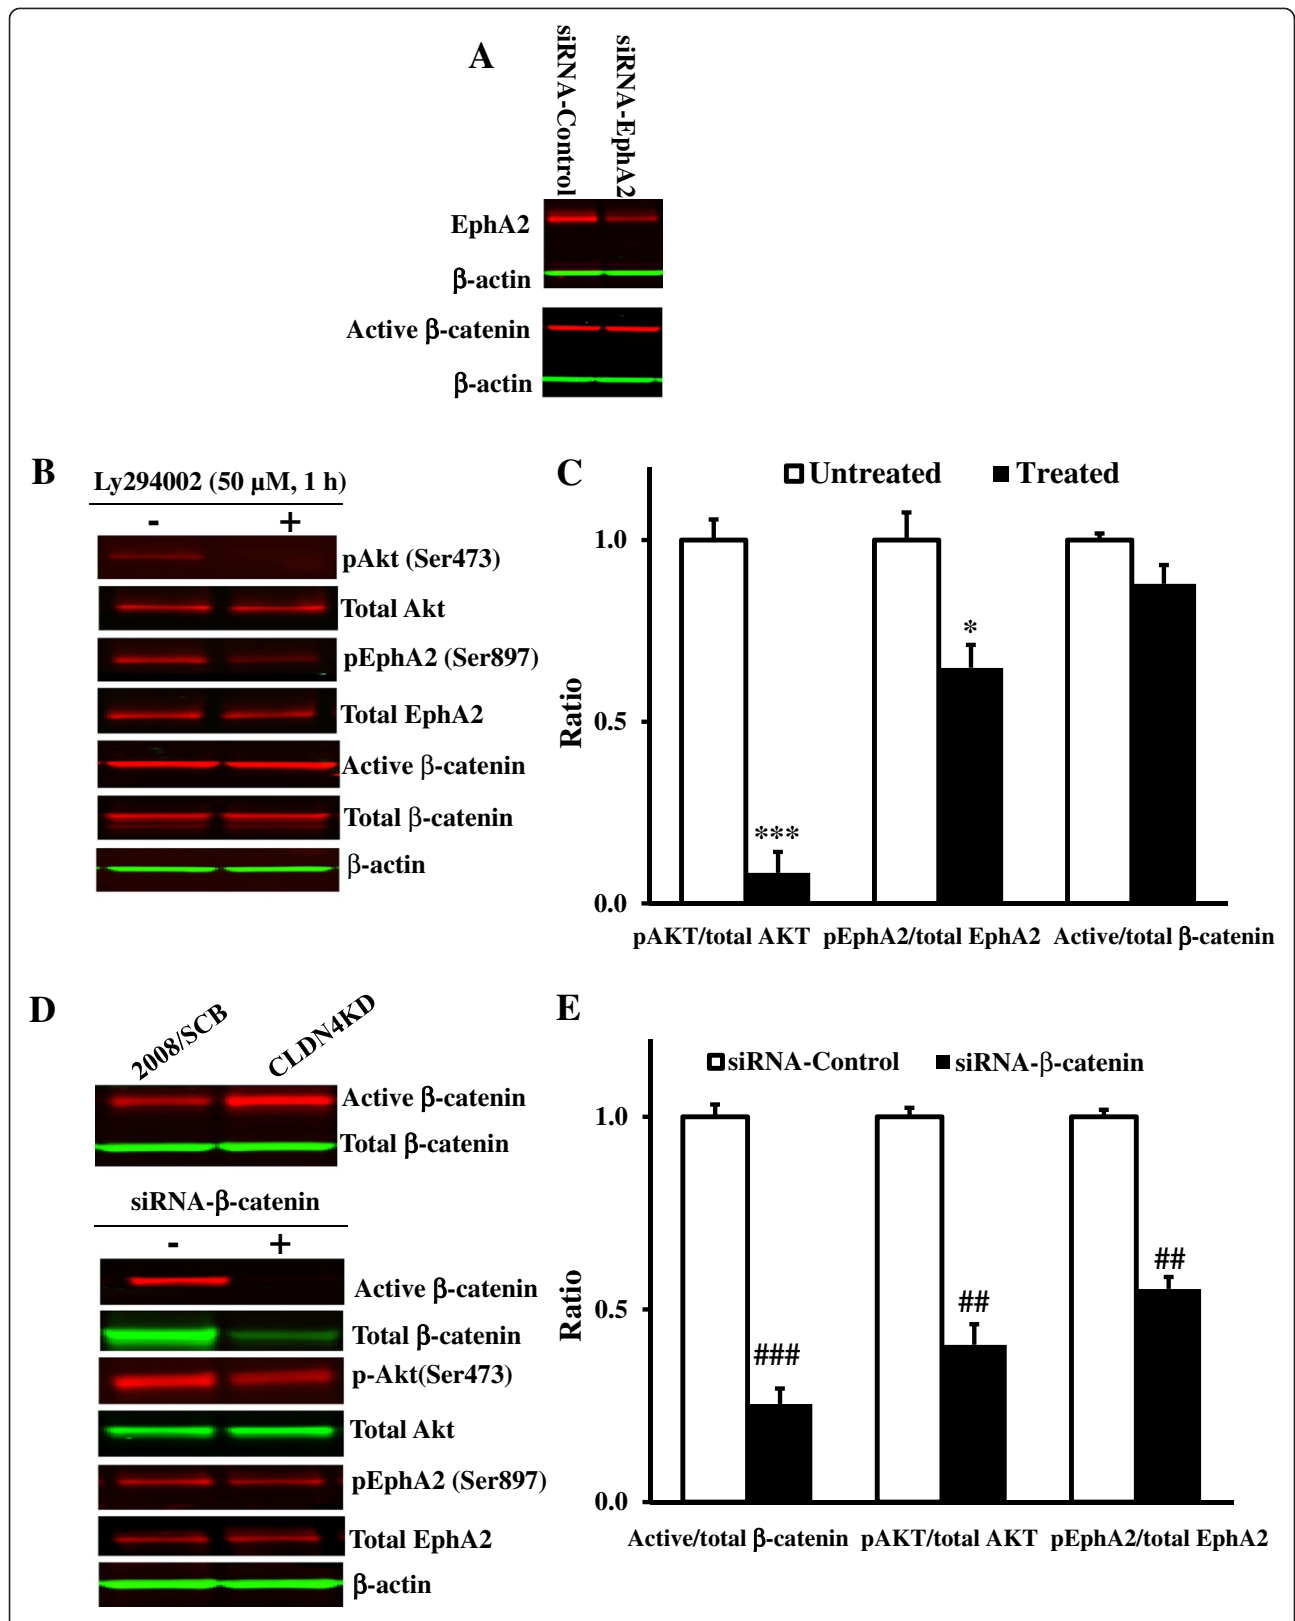 A
siRNA-Control
siRNA-EphA2
EphA2
β-actin
Active β-catenin
β-actin
B
Ly294002 (50 µM, 1 h)
- +
pAkt (Ser473)
Total Akt
pEphA2 (Ser897)
Total EphA2
Active β-catenin
Total β-catenin
β-actin
C
Untreated Treated
Ratio
1.0
0.5
0.0
***
*
pAKT/total AKT pEphA2/total EphA2 Active/total β-catenin
D
2008/SCB
CLDN4KD
Active β-catenin
Total β-catenin
siRNA-β-catenin
- +
Active β-catenin
Total β-catenin
p-Akt(Ser473)
Total Akt
pEphA2 (Ser897)
Total EphA2
β-actin
E
siRNA-Control siRNA-β-catenin
Ratio
1.0
0.5
0.0
###
##
##
Active/total β-catenin pAKT/total AKT pEphA2/total EphA2